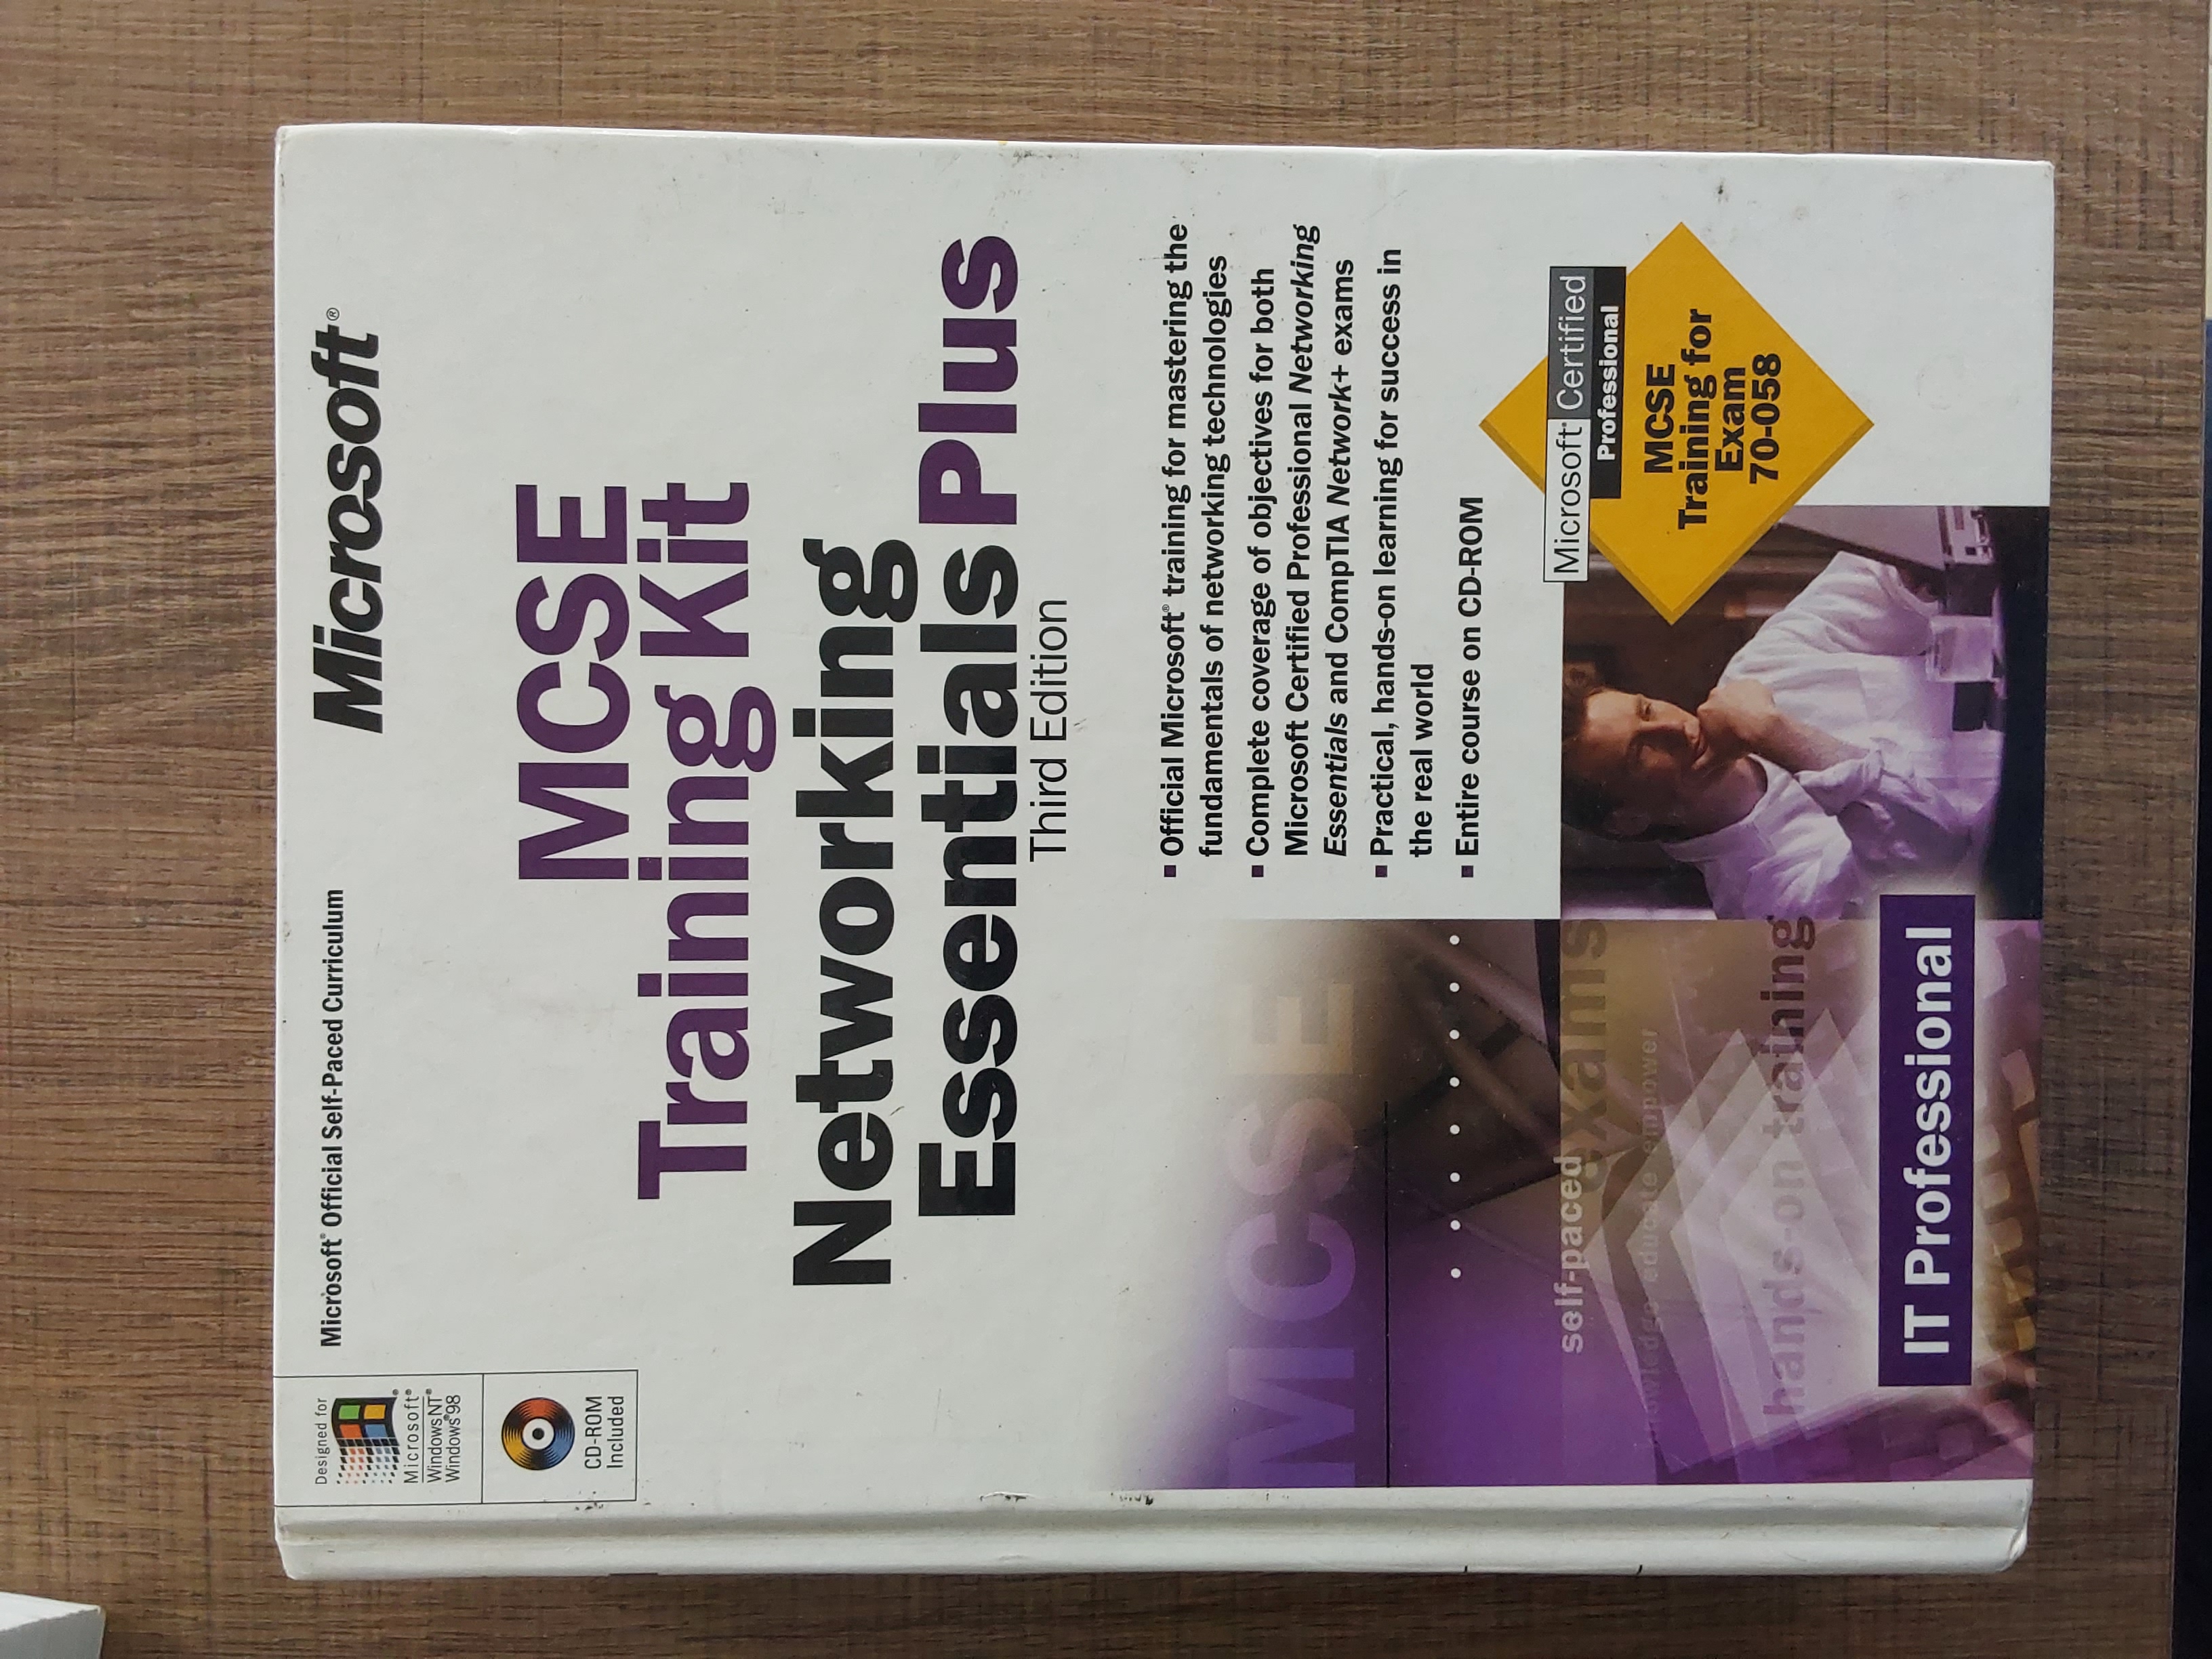 Designed for
Microsoft®
Windows NT®
Windows®98
CD-ROM
Included
Microsoft® Official Self-Paced Curriculum
Microsoft®
MCSE
Training Kit
Networking
Essentials Plus
Third Edition
▪ Official Microsoft® training for mastering the
fundamentals of networking technologies
▪ Complete coverage of objectives for both
Microsoft Certified Professional Networking
Essentials and CompTIA Network+ exams
▪ Practical, hands-on learning for success in
the real world
▪ Entire course on CD-ROM
MCSE
self-paced
exams
knowledge educate empower
hands-on training
IT Professional
Microsoft® Certified
Professional
MCSE
Training for
Exam
70-058